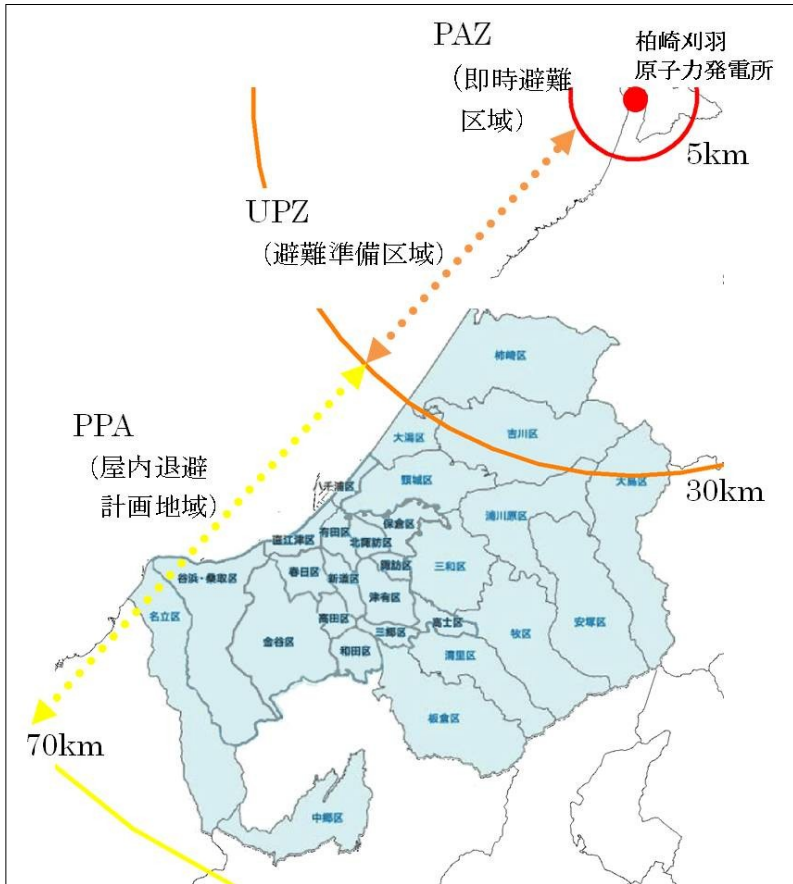 PAZ
（即時避難
区域）
柏崎刈羽
原子力発電所
5km
UPZ
（避難準備区域）
柿崎区
PPA
（屋内退避
計画地域）
大潟区
吉川区
八千浦区
頸城区
大島区
30km
保倉区
浦川原区
有田区
直江津区
北諏訪区
谷浜・桑取区
春日区
新道区
諏訪区
三和区
津有区
名立区
高田区
高士区
金谷区
三郷区
牧区
安塚区
和田区
清里区
板倉区
70km
中郷区